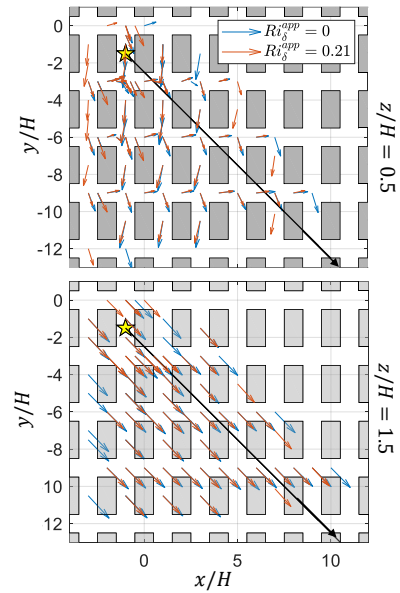 0
-2
-4
-6
-8
-10
-12
y/H
z/H = 0.5
Ri_δ^{app} = 0
Ri_δ^{app} = 0.21
0
-2
-4
-6
-8
-10
-12
y/H
z/H = 1.5
0 5 10
x/H